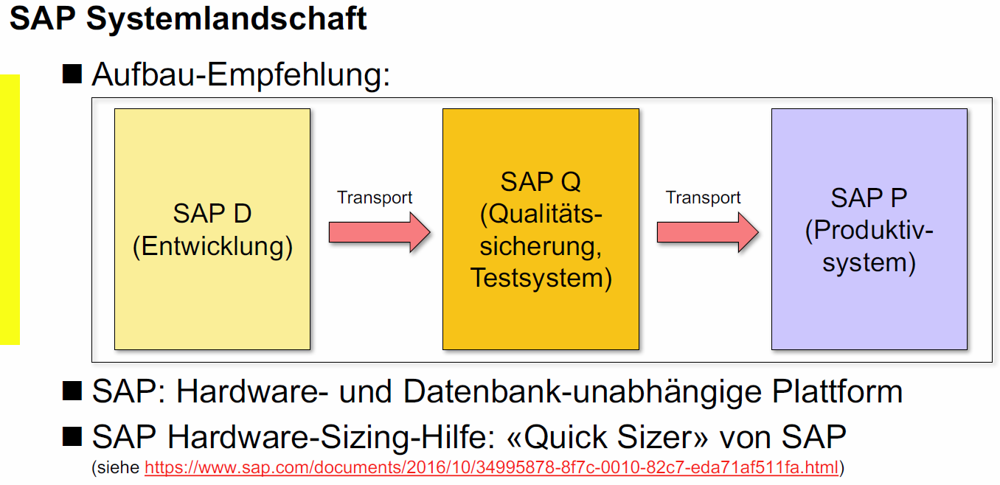 SAP Systemlandschaft
■ Aufbau-Empfehlung:
SAP D
(Entwicklung)
Transport
SAP Q
(Qualitäts-
sicherung,
Testsystem)
Transport
SAP P
(Produktiv-
system)
■ SAP: Hardware- und Datenbank-unabhängige Plattform
■ SAP Hardware-Sizing-Hilfe: «Quick Sizer» von SAP
(siehe https://www.sap.com/documents/2016/10/34995878-8f7c-0010-82c7-eda71af511fa.html)